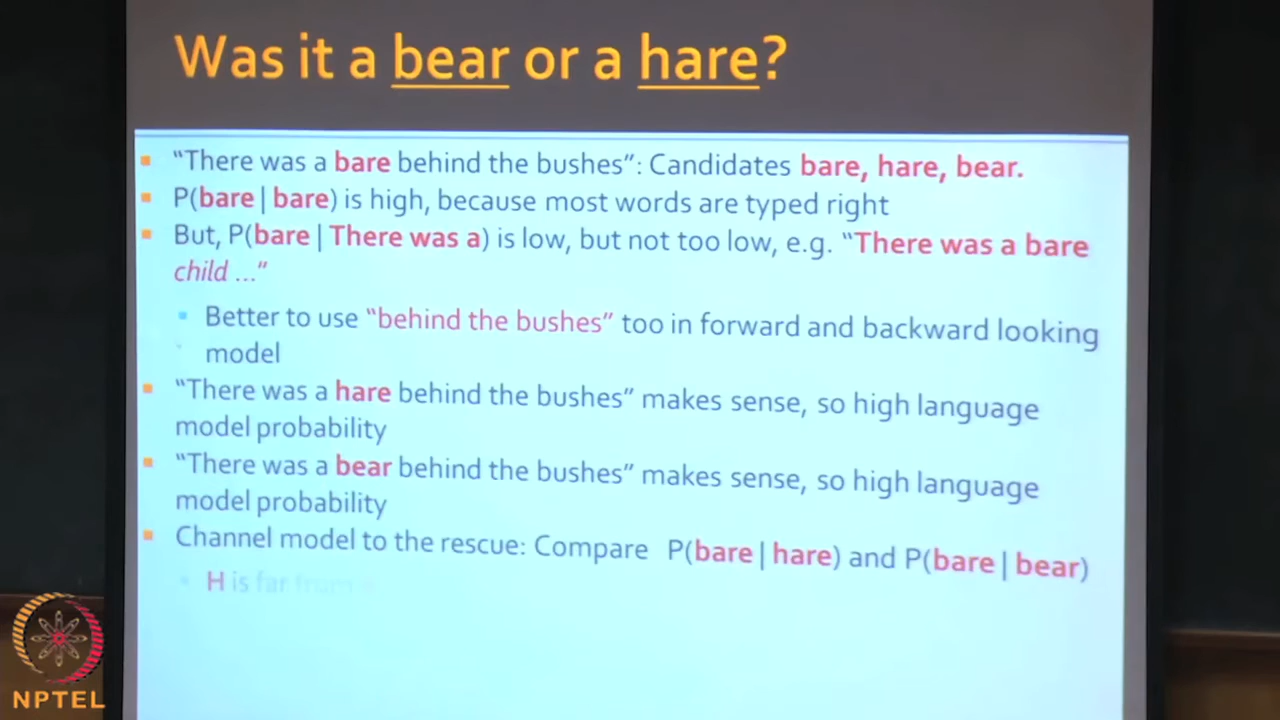 Was it a bear or a hare?
“There was a bare behind the bushes”: Candidates bare, hare, bear.
P(bare | bare) is high, because most words are typed right
But, P(bare | There was a) is low, but not too low, e.g. “There was a bare
child ...”
Better to use “behind the bushes” too in forward and backward looking
model
“There was a hare behind the bushes” makes sense, so high language
model probability
“There was a bear behind the bushes” makes sense, so high language
model probability
Channel model to the rescue: Compare P(bare | hare) and P(bare | bear)
H is far from
NPTEL